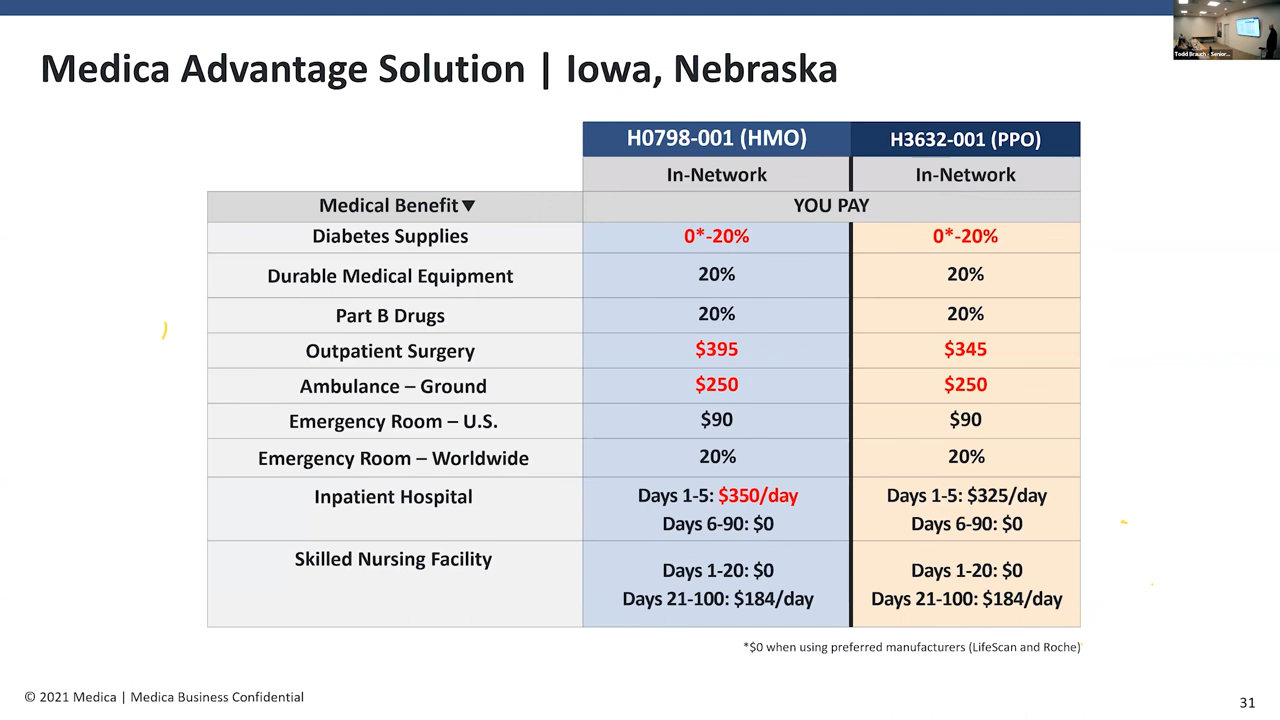 Todd Brauch - Senior...
Medica Advantage Solution | Iowa, Nebraska
H0798-001 (HMO) H3632-001 (PPO)
In-Network In-Network
Medical Benefit▼ YOU PAY
Diabetes Supplies 0*-20% 0*-20%
Durable Medical Equipment 20% 20%
Part B Drugs 20% 20%
Outpatient Surgery $395 $345
Ambulance – Ground $250 $250
Emergency Room – U.S. $90 $90
Emergency Room – Worldwide 20% 20%
Inpatient Hospital Days 1-5: $350/day Days 1-5: $325/day
Days 6-90: $0 Days 6-90: $0
Skilled Nursing Facility
Days 1-20: $0 Days 1-20: $0
Days 21-100: $184/day Days 21-100: $184/day
*$0 when using preferred manufacturers (LifeScan and Roche)
© 2021 Medica | Medica Business Confidential
31